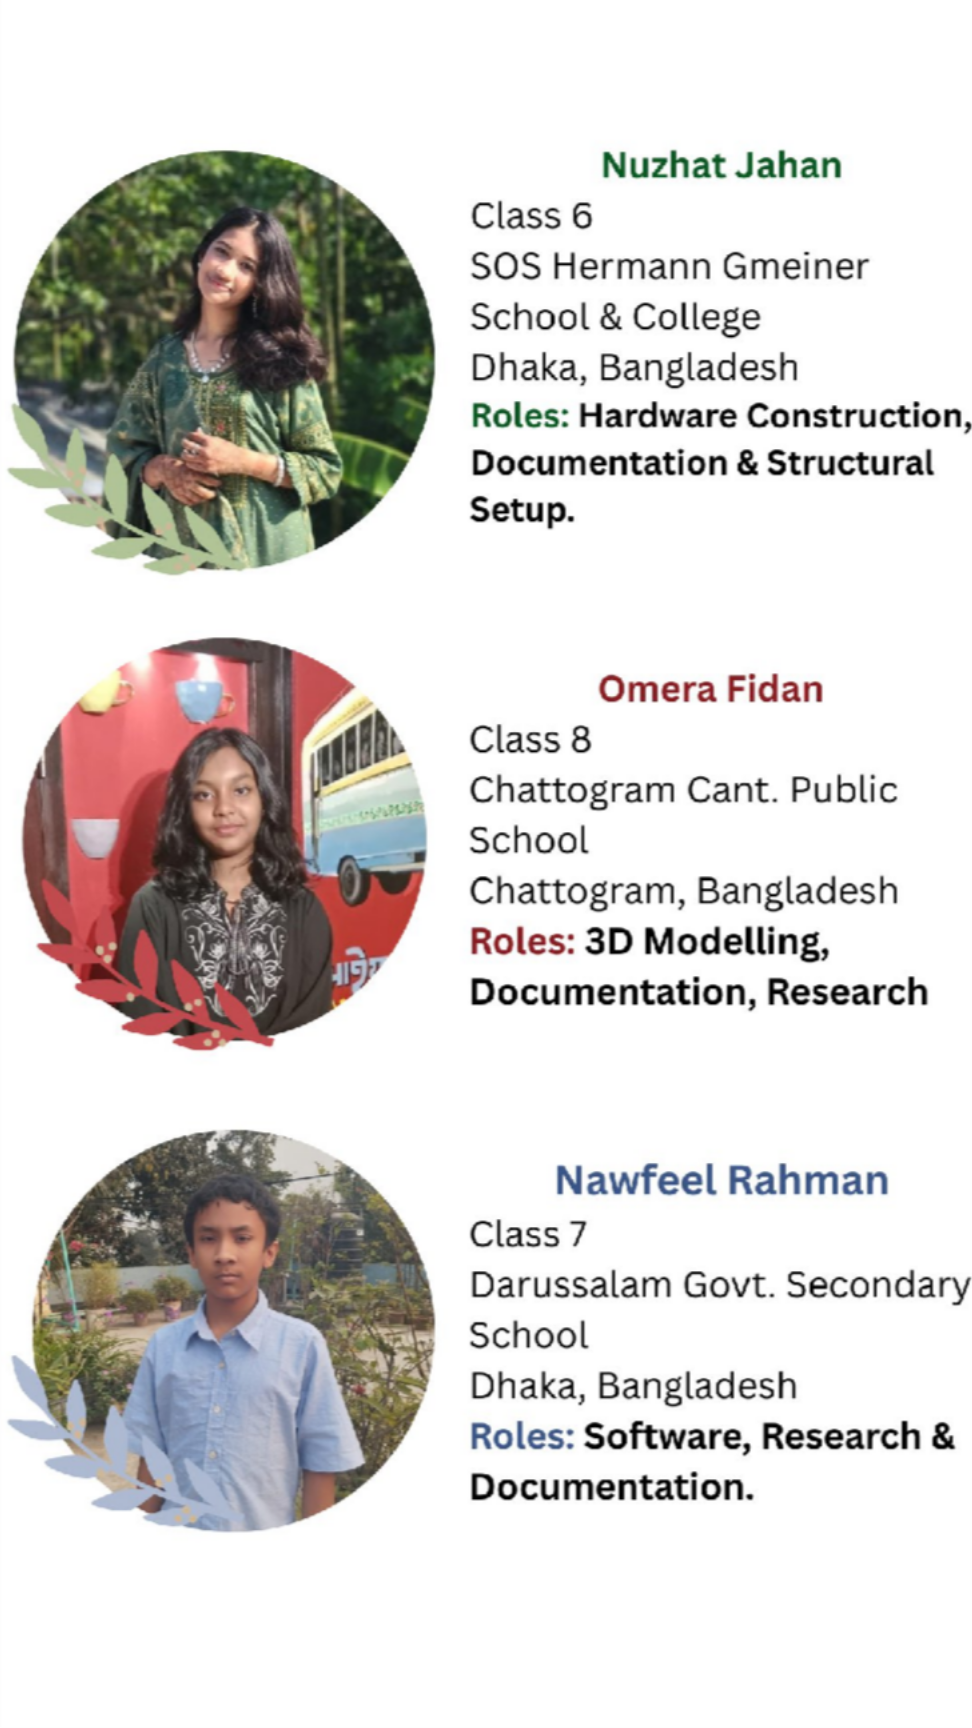 Nuzhat Jahan
Class 6
SOS Hermann Gmeiner
School & College
Dhaka, Bangladesh
Roles: Hardware Construction,
Documentation & Structural
Setup.
Omera Fidan
Class 8
Chattogram Cant. Public
School
Chattogram, Bangladesh
Roles: 3D Modelling,
Documentation, Research
Nawfeel Rahman
Class 7
Darussalam Govt. Secondary
School
Dhaka, Bangladesh
Roles: Software, Research &
Documentation.